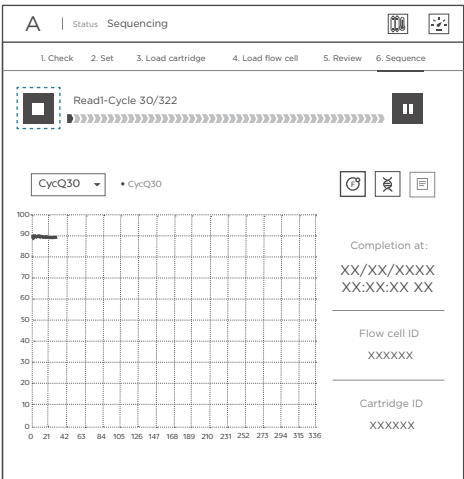 A | Status Sequencing
1. Check 2. Set 3. Load cartridge 4. Load flow cell 5. Review 6. Sequence
Read1-Cycle 30/322
CycQ30 • CycQ30
F°
100
90
80
70
60
50
40
30
20
10
0
0 21 42 63 84 105 126 147 168 189 210 231 252 273 294 315 336
Completion at:
XX/XX/XXXX
XX:XX:XX XX
Flow cell ID
XXXXXX
Cartridge ID
XXXXXX